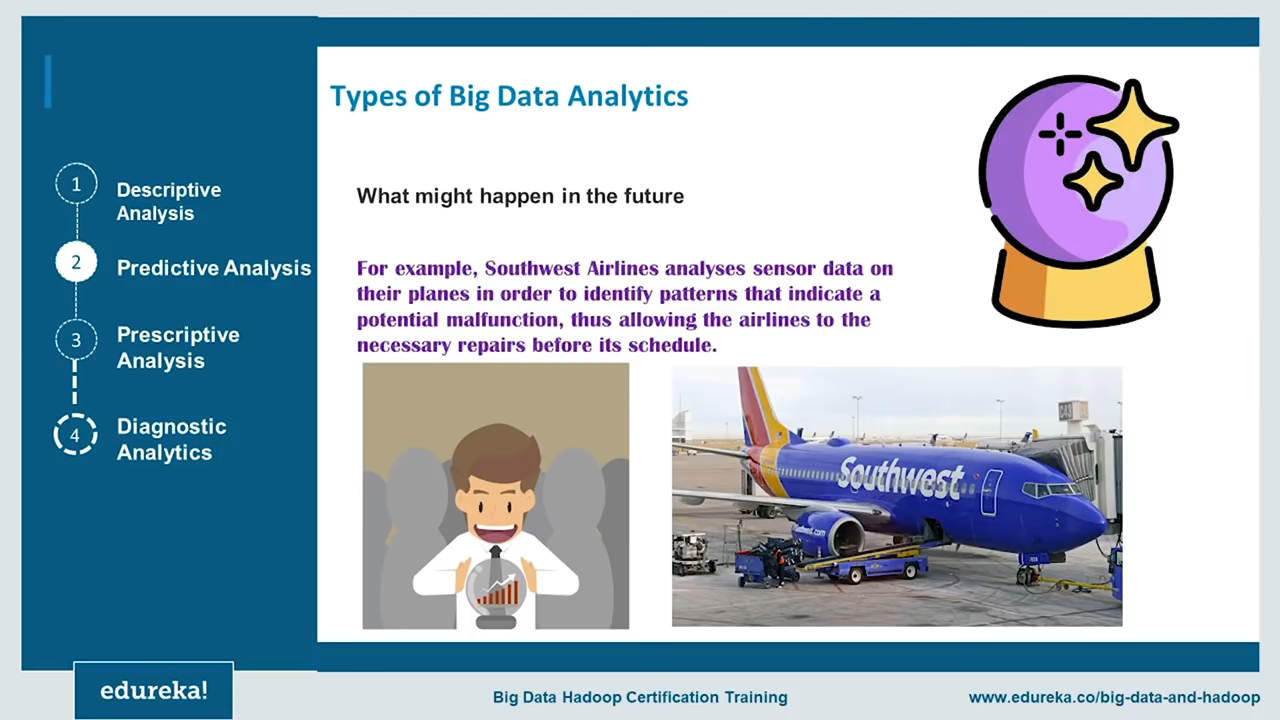 Types of Big Data Analytics
1
Descriptive
Analysis
2
Predictive Analysis
3
Prescriptive
Analysis
4
Diagnostic
Analytics
What might happen in the future
For example, Southwest Airlines analyses sensor data on
their planes in order to identify patterns that indicate a
potential malfunction, thus allowing the airlines to the
necessary repairs before its schedule.
Southwest
Southwest.com
edureka!
Big Data Hadoop Certification Training
www.edureka.co/big-data-and-hadoop